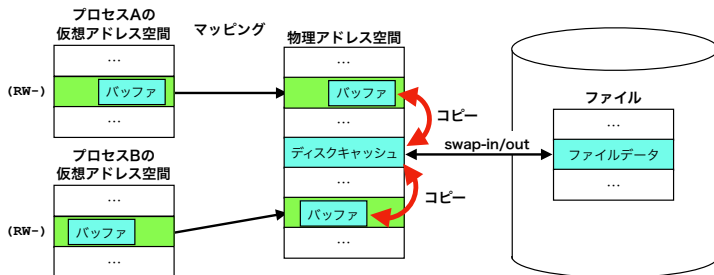 プロセスAの
仮想アドレス空間
…
(RW-)
バッファ
…
プロセスBの
仮想アドレス空間
…
(RW-)
バッファ
…
マッピング
物理アドレス空間
…
バッファ
…
ディスクキャッシュ
…
バッファ
…
コピー
コピー
swap-in/out
ファイル
…
ファイルデータ
…